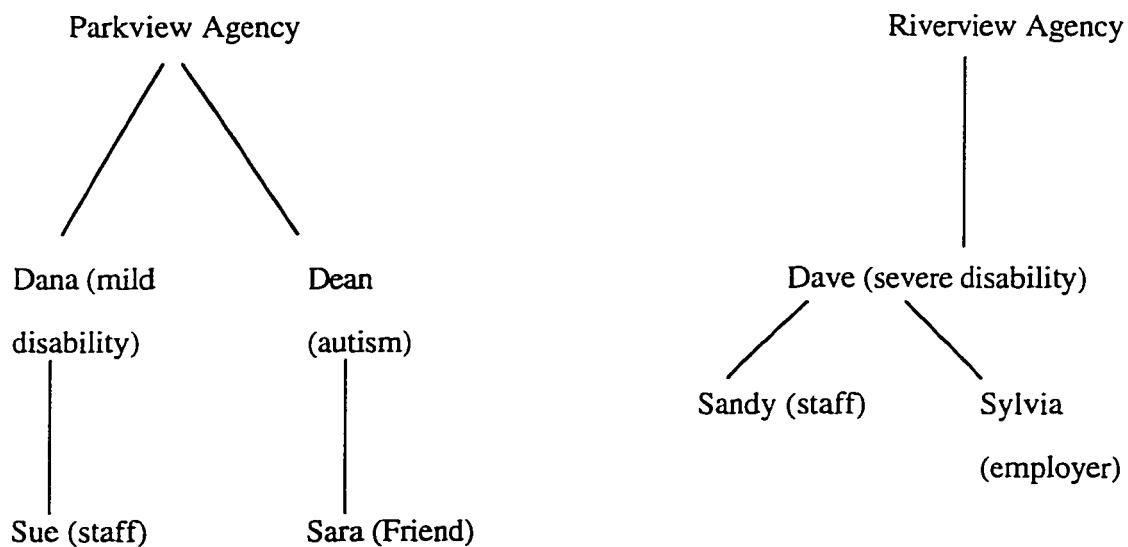 Parkview Agency
Riverview Agency
Dana (mild
disability)
Dean
(autism)
Dave (severe disability)
Sandy (staff)
Sylvia
(employer)
Sue (staff)
Sara (Friend)